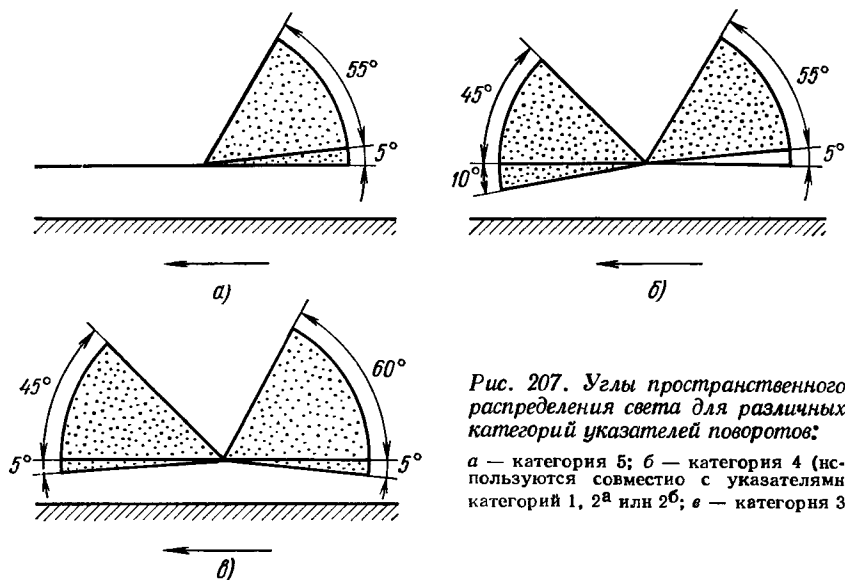 55°
5°
а)
45°
10°
55°
5°
б)
45°
5°
60°
5°
в)
Рис. 207. Углы пространственного
распределения света для различных
категорий указателей поворотов:
а — категория 5; б — категория 4 (ис-
пользуются совместно с указателями
категорий 1, 2а или 2б; в — категория 3